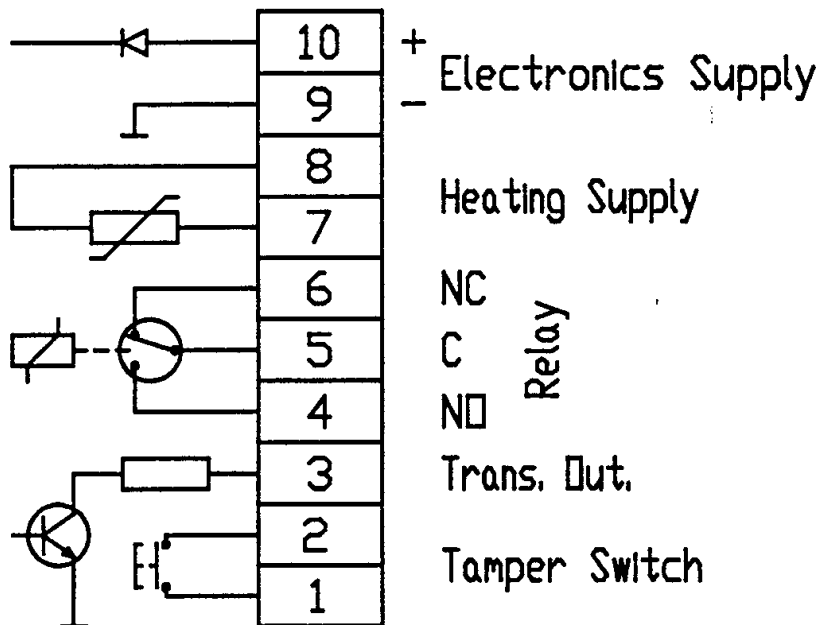 10 +
Electronics Supply
9 −
8
Heating Supply
7
6 NC
5 C
Relay
4 NO
3 Trans. Out.
2
Tamper Switch
1